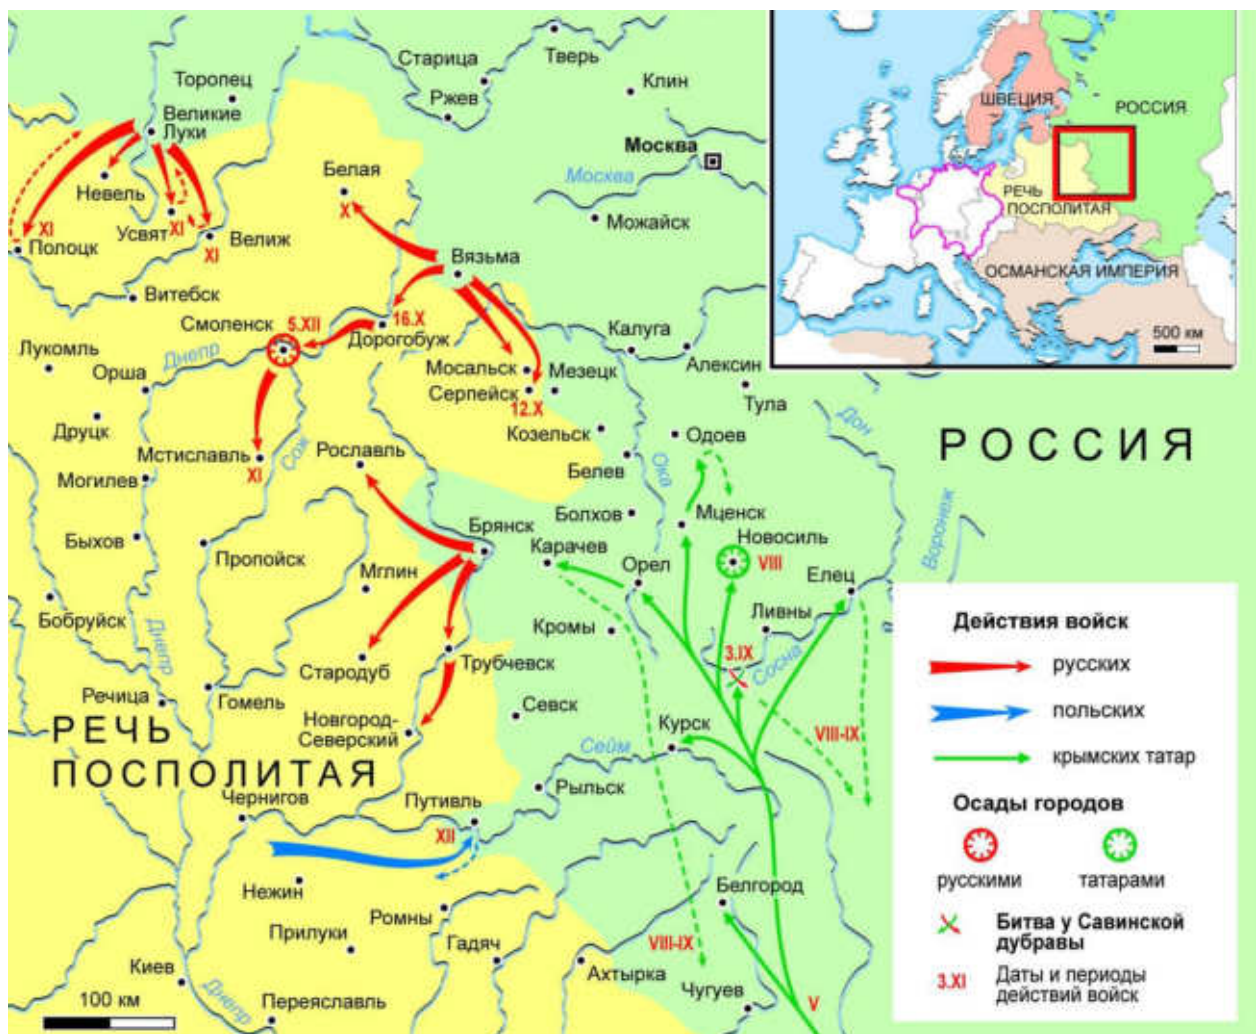 Тверь
Старица
Торопец
Клин
Ржев
Великие
Луки
Москва
Москва
Белая
X
Невель
Можайск
XI
Усвят
XI
Велиж
XI
Полоцк
Вязьма
Витебск
Смоленск
5.XII
16.X
Дорогобуж
Калуга
Лукомль
Днепр
Орша
Мосальск
Мезецк
Алексин
Серпейск
12.X
Тула
Друцк
Козельск
Одоев
Дон
Мстиславль
XI
Сож
Рославль
Белев
Ока
Могилев
РОССИЯ
Болхов
Мценск
Воронеж
Быхов
Пропойск
Брянск
Карачев
Новосиль
VIII
Мглин
Орел
Елец
Бобруйск
Днепр
Кромы
Ливны
3.IX
Сосна
Стародуб
Трубчевск
Речица
Гомель
Новгород-
Северский
Севск
Курск
VIII-IX
РЕЧЬ
ПОСПОЛИТАЯ
Сейм
Рыльск
Чернигов
Путивль
XII
Нежин
Белгород
Ромны
Прилуки
Гадяч
VIII-IX
Киев
Ахтырка
Чугуев
V
Днепр
Переяславль
100 км
ШВЕЦИЯ
РОССИЯ
РЕЧЬ
ПОСПОЛИТАЯ
ОСМАНСКАЯ ИМПЕРИЯ
500 км
Действия войск
русских
польских
крымских татар
Осады городов
русскими
татарами
Битва у Савинской
дубравы
3.XI
Даты и периоды
действий войск